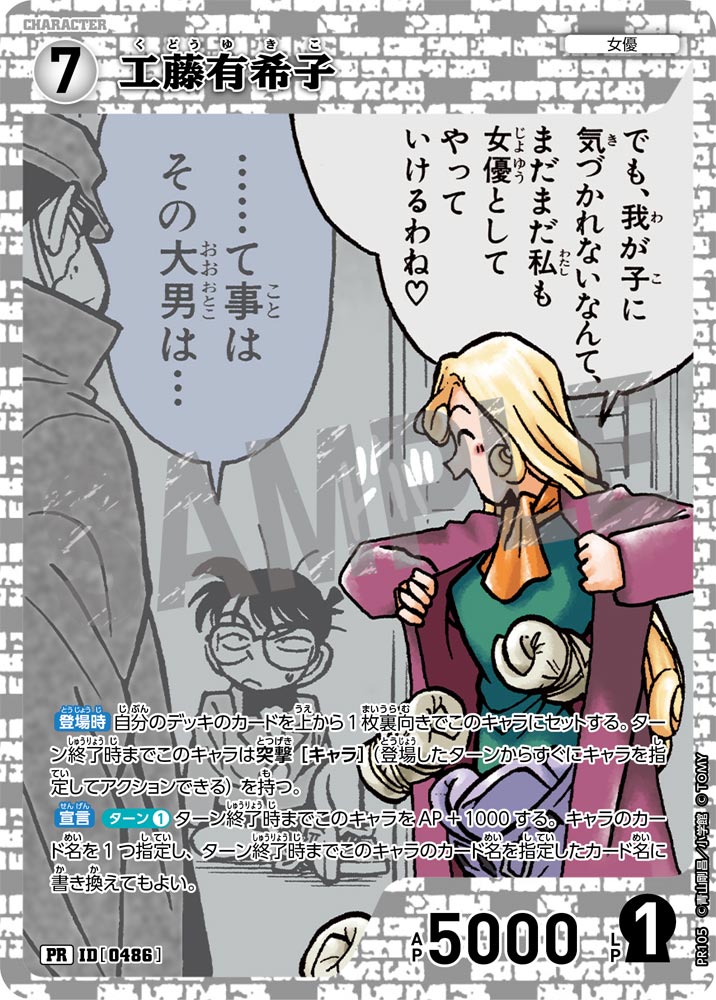 CHARACTER
7
工藤有希子
くどうゆきこ
女優
でも、我が子に
気づかれないなんて、
まだまだ私も
女優として
やって
いけるわね♡
……て事は
その大男は…
SAMPLE
登場時 自分のデッキのカードを上から1枚裏向きでこのキャラにセットする。ター
ン終了時までこのキャラは突撃［キャラ］（登場したターンからすぐにキャラを指
定してアクションできる）を持つ。
宣言 ターン1 ターン終了時までこのキャラをAP＋1000する。キャラのカー
ド名を1つ指定し、ターン終了時までこのキャラのカード名を指定したカード名に
書き換えてもよい。
PR ID[0486]
AP 5000
LP 1
PR105 ©青山剛昌／小学館 ©TOMY